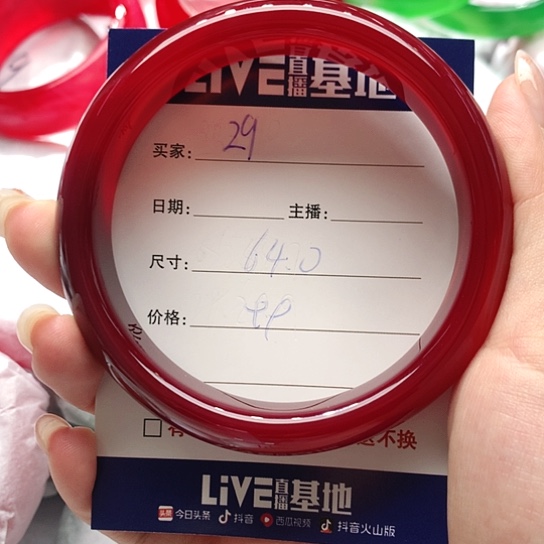 LIVE直播基地
买家: 29
日期: 主播:
尺寸: 64.0
价格:
不换
LIVE直播基地
头条 今日头条 抖音 西瓜视频 抖音火山版